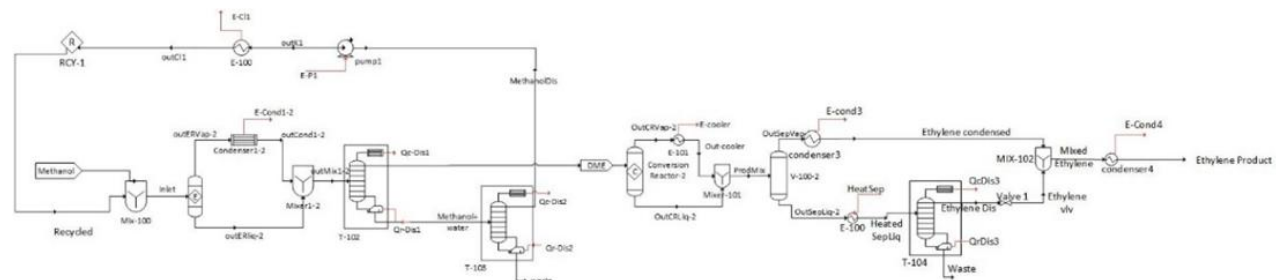 E-Cl1
R
RCY-1
outCl1
E-100
outK1
E-P1
pump1
MethanolDis
Methanol
Mix-100
Inlet
Recycled
outERVap-2
E-Cond1-2
Condenser1-2
outCond1-2
outERliq-2
Mixer1-2
outMix1-2
Qc-Dis1
T-102
Qr-Dis1
Methanol+
water
Qc-Dis2
Qr-Dis2
T-103
DME
OutCRVap-2
E-cooler
E-101
Out-cooler
Conversion
Reactor-2
Mixer-101
OutCRLiq-2
ProdMix
OutSepVap
E-cond3
condenser3
V-100-2
OutSepLiq-2
HeatSep
E-100
Heated
SepLiq
Ethylene condensed
QcDis3
Ethylene Dis
Valve 1
Ethylene
vlv
QrDis3
T-104
Waste
MIX-102
Mixed
Ethylene
E-Cond4
condenser4
Ethylene Product